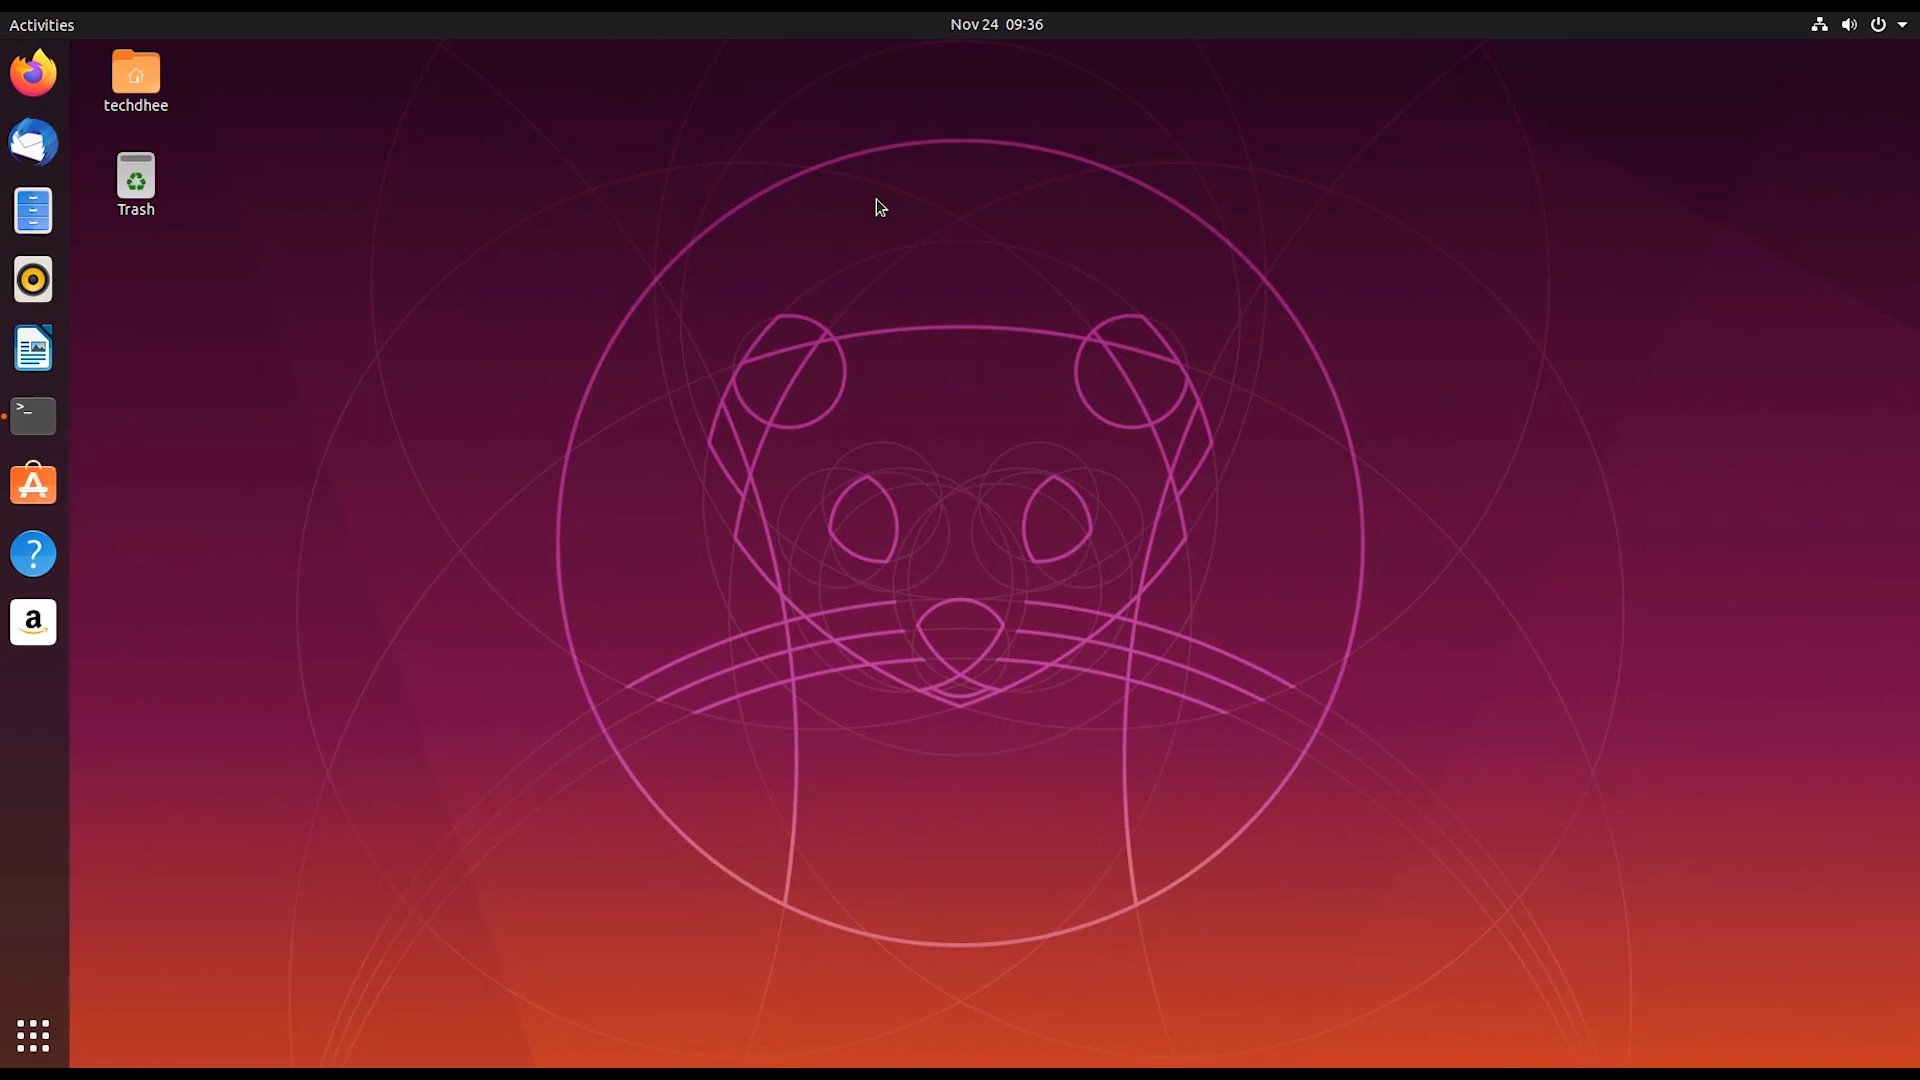 Activities
Nov 24 09:36
techdhee
Trash
>_
A
?
a